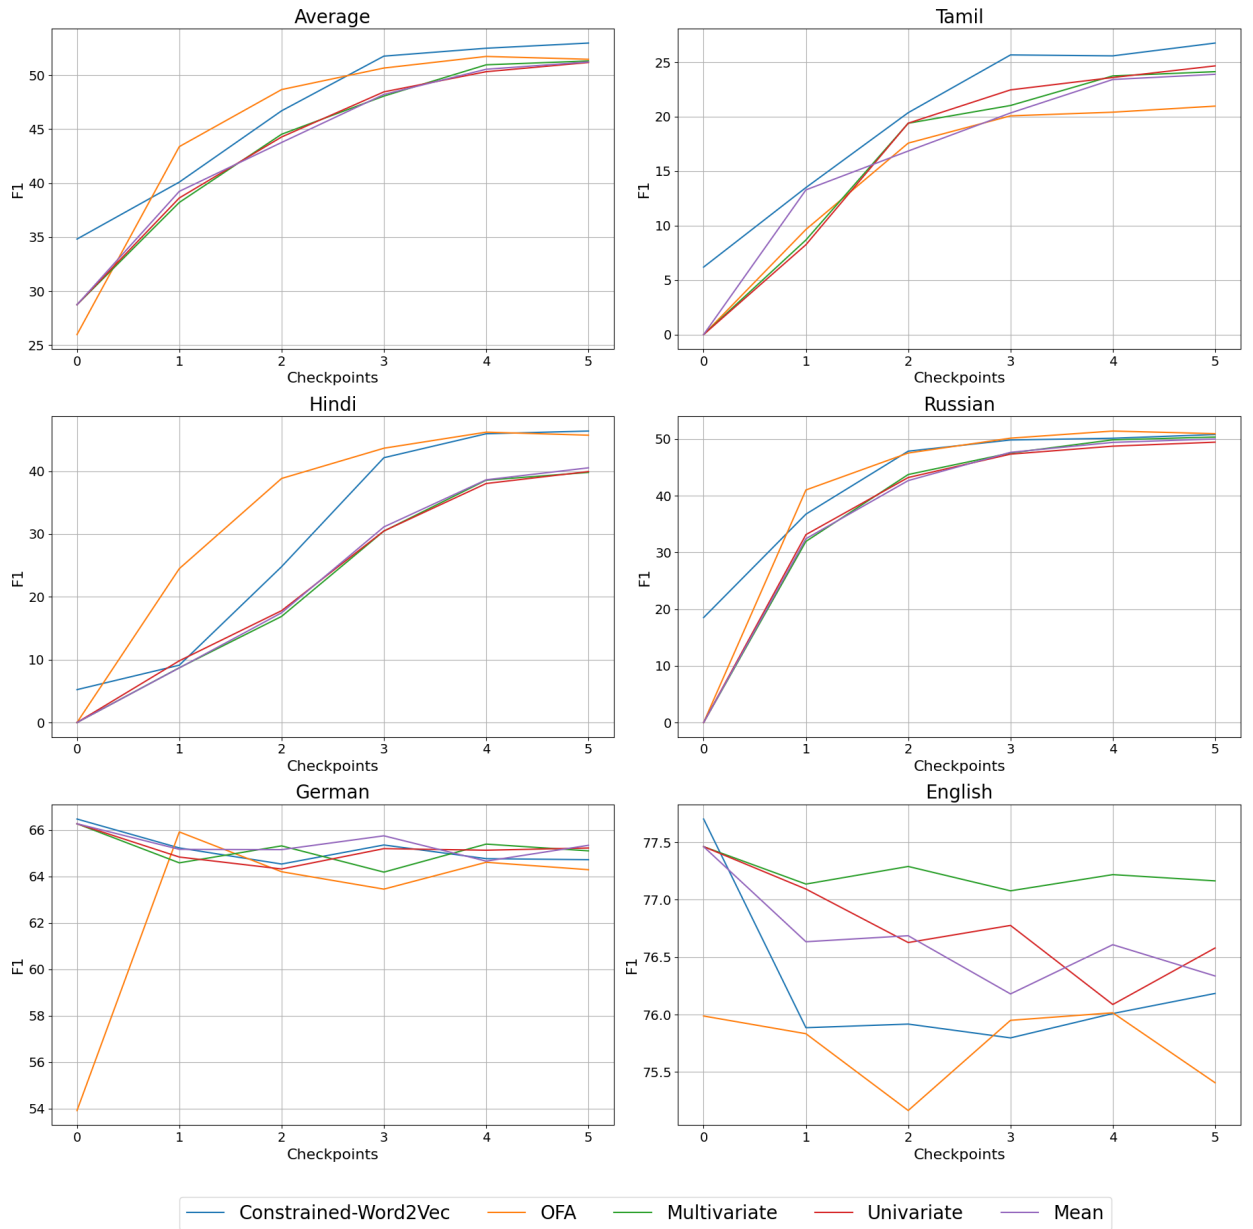 Average
F1
50
45
40
35
30
25
0 1 2 3 4 5
Checkpoints
Tamil
F1
25
20
15
10
5
0
0 1 2 3 4 5
Checkpoints
Hindi
F1
40
30
20
10
0
0 1 2 3 4 5
Checkpoints
Russian
F1
50
40
30
20
10
0
0 1 2 3 4 5
Checkpoints
German
F1
66
64
62
60
58
56
54
0 1 2 3 4 5
Checkpoints
English
F1
77.5
77.0
76.5
76.0
75.5
0 1 2 3 4 5
Checkpoints
Constrained-Word2Vec OFA Multivariate Univariate Mean